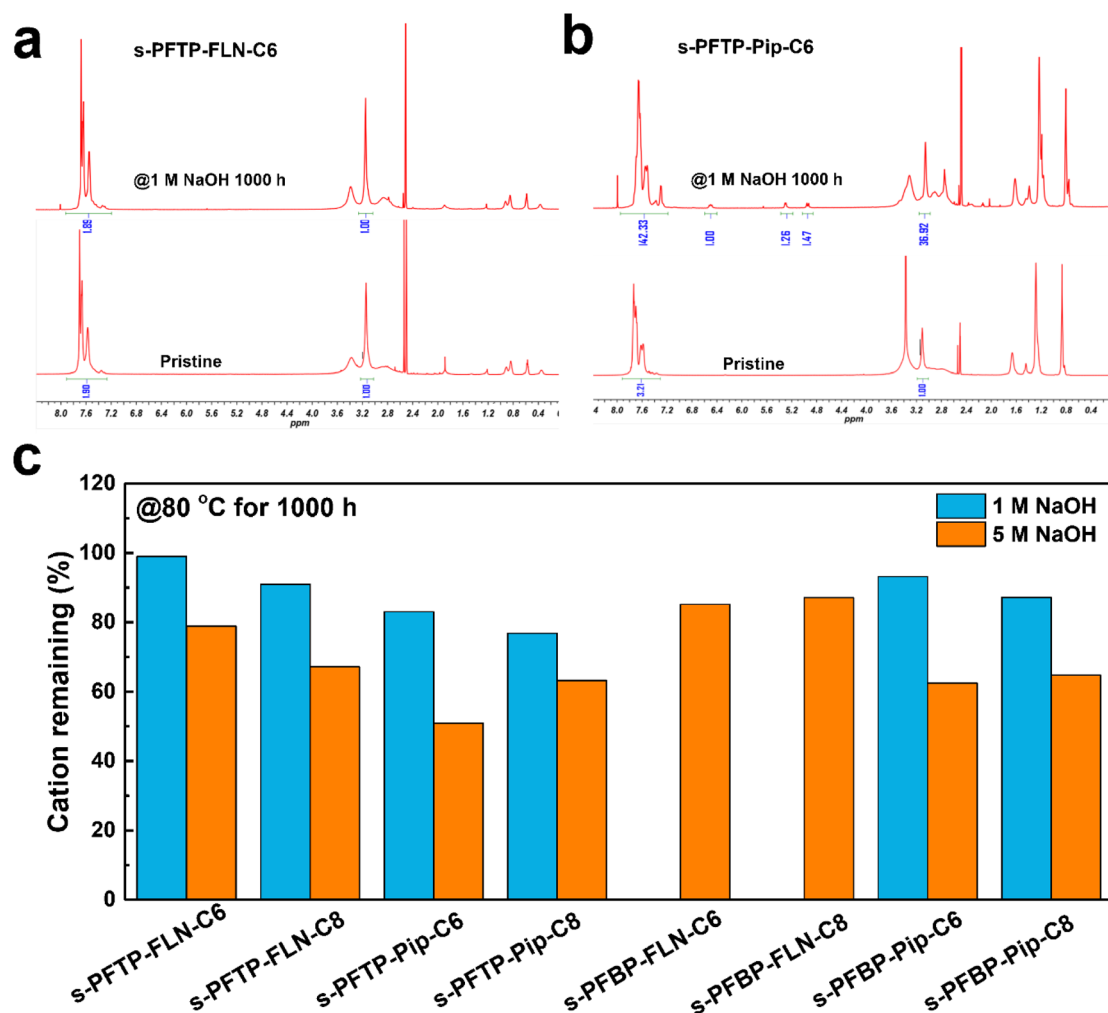 a
s-PFTP-FLN-C6
@1 M NaOH 1000 h
1.89
1.00
Pristine
1.90
1.00
8.0 7.6 7.2 6.8 6.4 6.0 5.6 5.2 4.8 4.4 4.0 3.6 3.2 2.8 2.4 2.0 1.6 1.2 0.8 0.4
ppm
b
s-PFTP-Pip-C6
@1 M NaOH 1000 h
142.33
1.00
1.26
1.47
36.92
Pristine
3.21
1.00
4 8.0 7.6 7.2 6.8 6.4 6.0 5.6 5.2 4.8 4.4 4.0 3.6 3.2 2.8 2.4 2.0 1.6 1.2 0.8 0.4
ppm
c
@80 °C for 1000 h
1 M NaOH
5 M NaOH
Cation remaining (%)
120
100
80
60
40
20
0
s-PFTP-FLN-C6
s-PFTP-FLN-C8
s-PFTP-Pip-C6
s-PFTP-Pip-C8
s-PFBP-FLN-C6
s-PFBP-FLN-C8
s-PFBP-Pip-C6
s-PFBP-Pip-C8